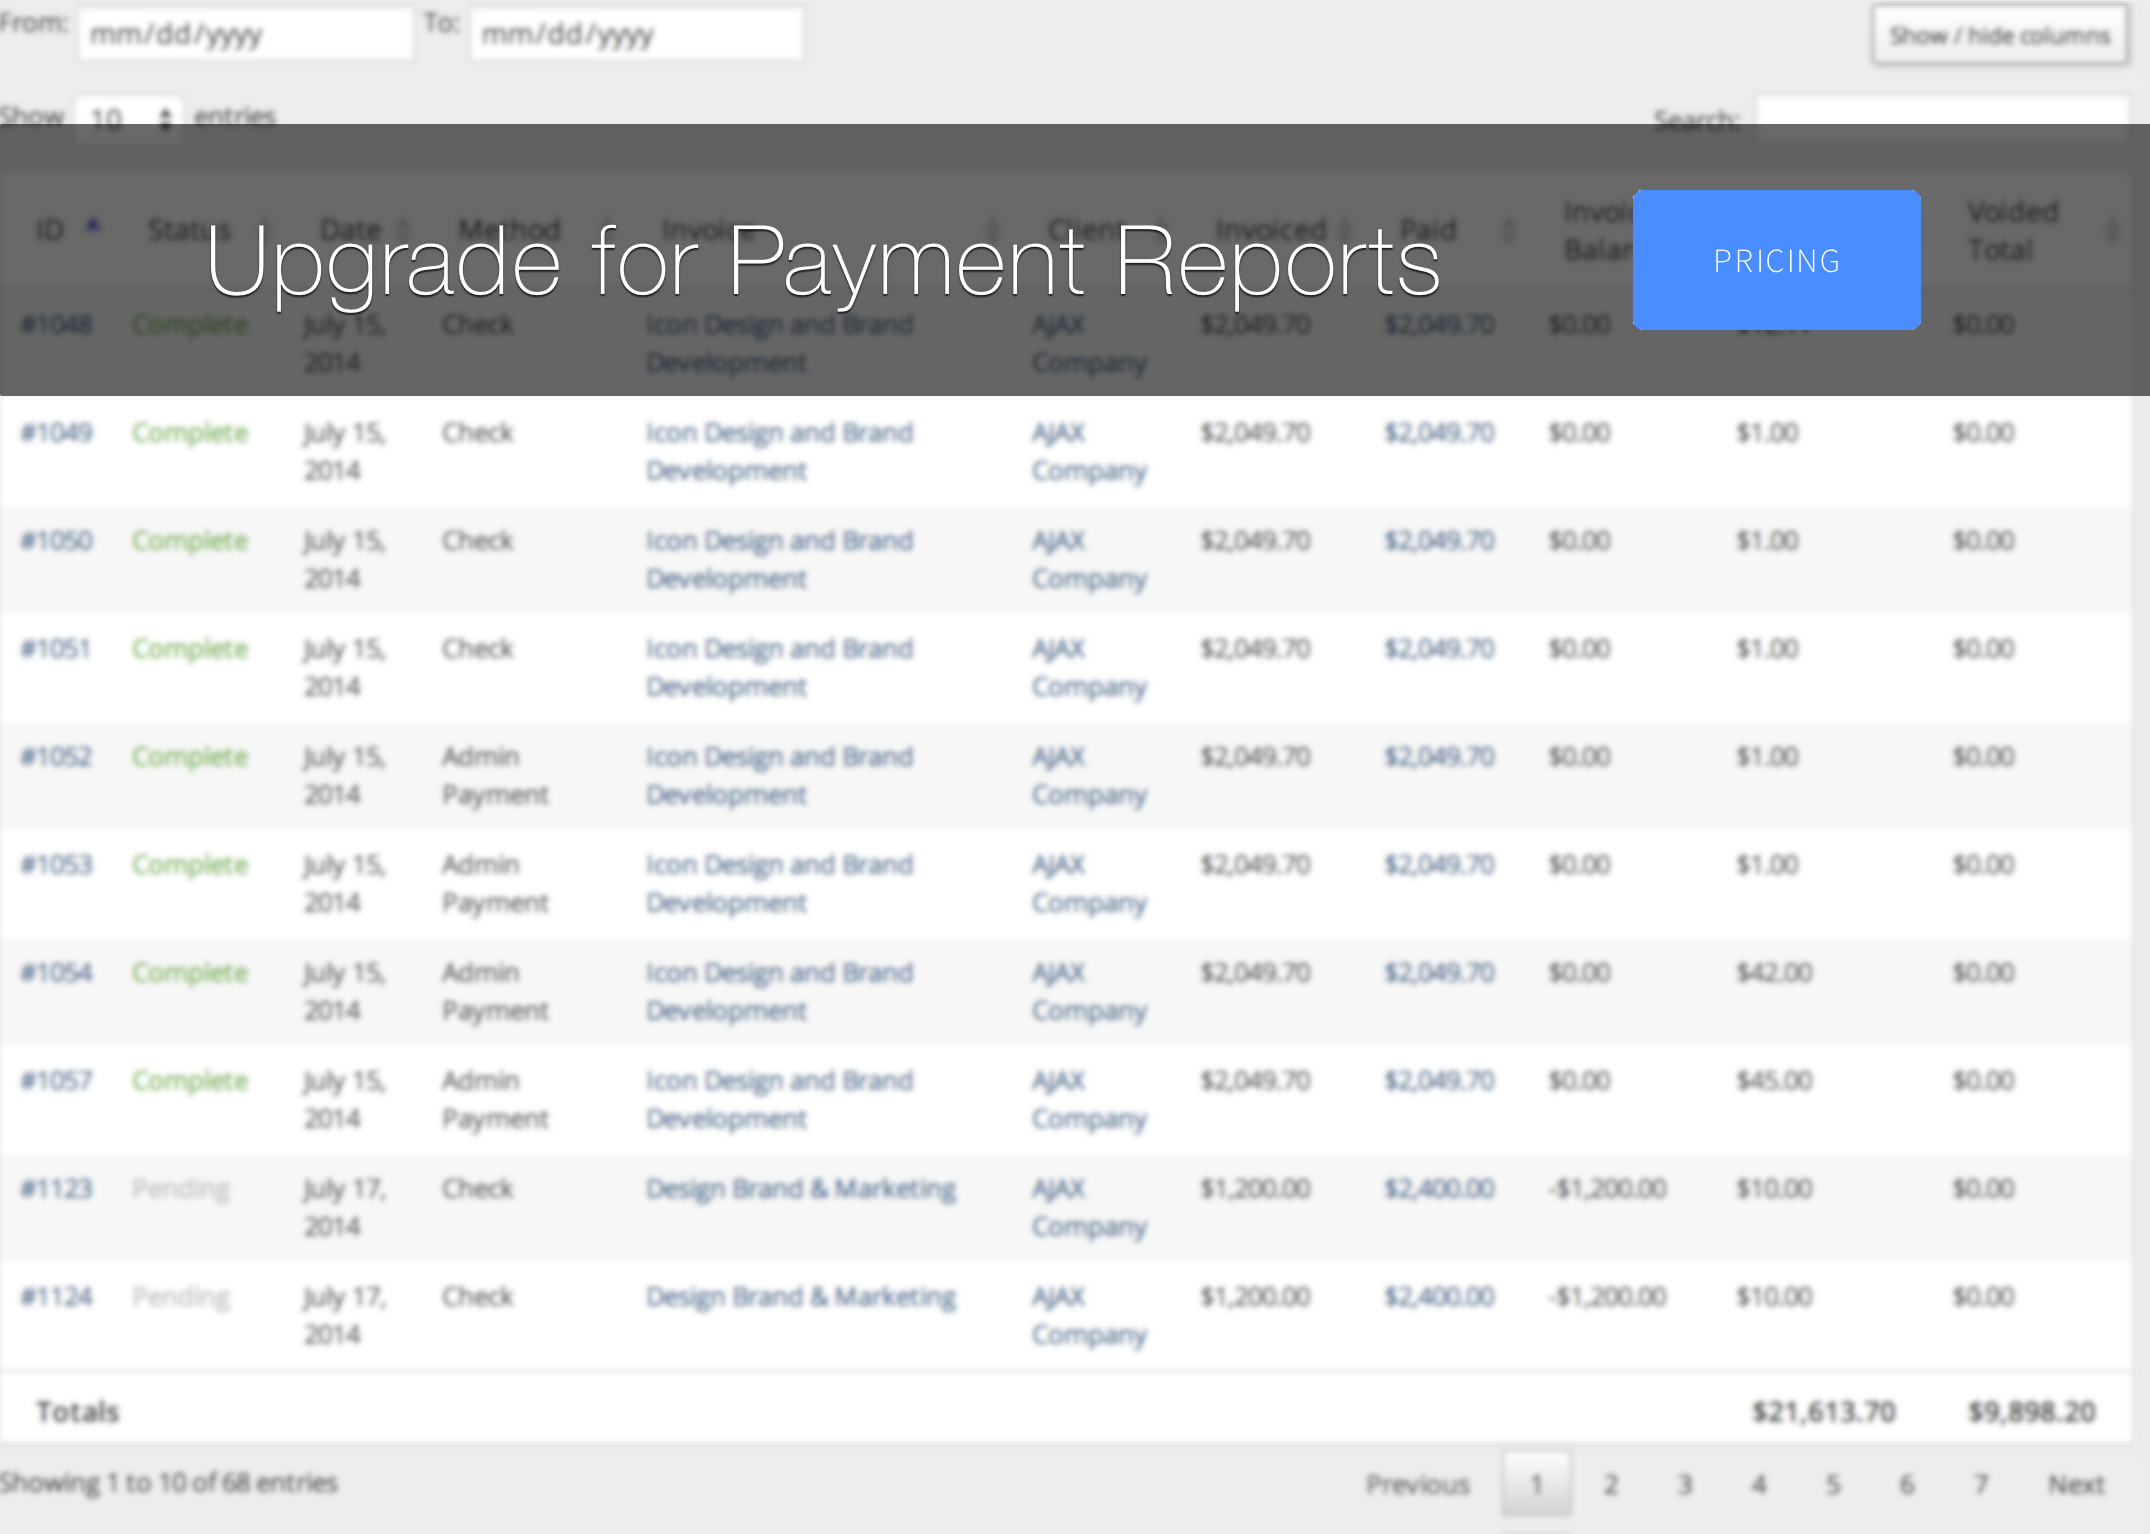 From: mm/dd/yyyy To: mm/dd/yyyy Show / hide columns
Show 10 entries Search:
ID Status Date Method Invoice Client Invoiced Paid Voided
Total
Upgrade for Payment Reports PRICING
#1048 Complete July 15, Check Icon Design and Brand AJAX $2,049.70 $2,049.70 $0.00 $0.00
2014 Development Company
#1049 Complete July 15, Check Icon Design and Brand AJAX $2,049.70 $2,049.70 $0.00 $1.00 $0.00
2014 Development Company
#1050 Complete July 15, Check Icon Design and Brand AJAX $2,049.70 $2,049.70 $0.00 $1.00 $0.00
2014 Development Company
#1051 Complete July 15, Check Icon Design and Brand AJAX $2,049.70 $2,049.70 $0.00 $1.00 $0.00
2014 Development Company
#1052 Complete July 15, Admin Icon Design and Brand AJAX $2,049.70 $2,049.70 $0.00 $1.00 $0.00
2014 Payment Development Company
#1053 Complete July 15, Admin Icon Design and Brand AJAX $2,049.70 $2,049.70 $0.00 $1.00 $0.00
2014 Payment Development Company
#1054 Complete July 15, Admin Icon Design and Brand AJAX $2,049.70 $2,049.70 $0.00 $42.00 $0.00
2014 Payment Development Company
#1057 Complete July 15, Admin Icon Design and Brand AJAX $2,049.70 $2,049.70 $0.00 $45.00 $0.00
2014 Payment Development Company
#1123 Pending July 17, Check Design Brand & Marketing AJAX $1,200.00 $2,400.00 -$1,200.00 $10.00 $0.00
2014 Company
#1124 Pending July 17, Check Design Brand & Marketing AJAX $1,200.00 $2,400.00 -$1,200.00 $10.00 $0.00
2014 Company
Totals $21,613.70 $9,898.20
Showing 1 to 10 of 68 entries Previous 1 2 3 4 5 6 7 Next